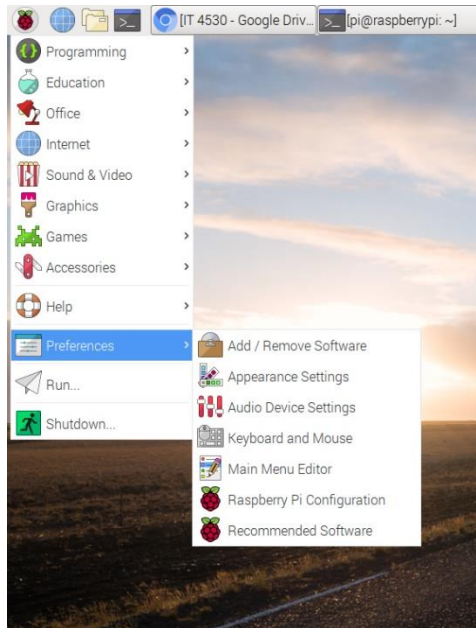 [IT 4530 - Google Driv... [pi@raspberrypi: ~]
Programming
Education
Office
Internet
Sound & Video
Graphics
Games
Accessories
Help
Preferences
Run...
Shutdown...
Add / Remove Software
Appearance Settings
Audio Device Settings
Keyboard and Mouse
Main Menu Editor
Raspberry Pi Configuration
Recommended Software